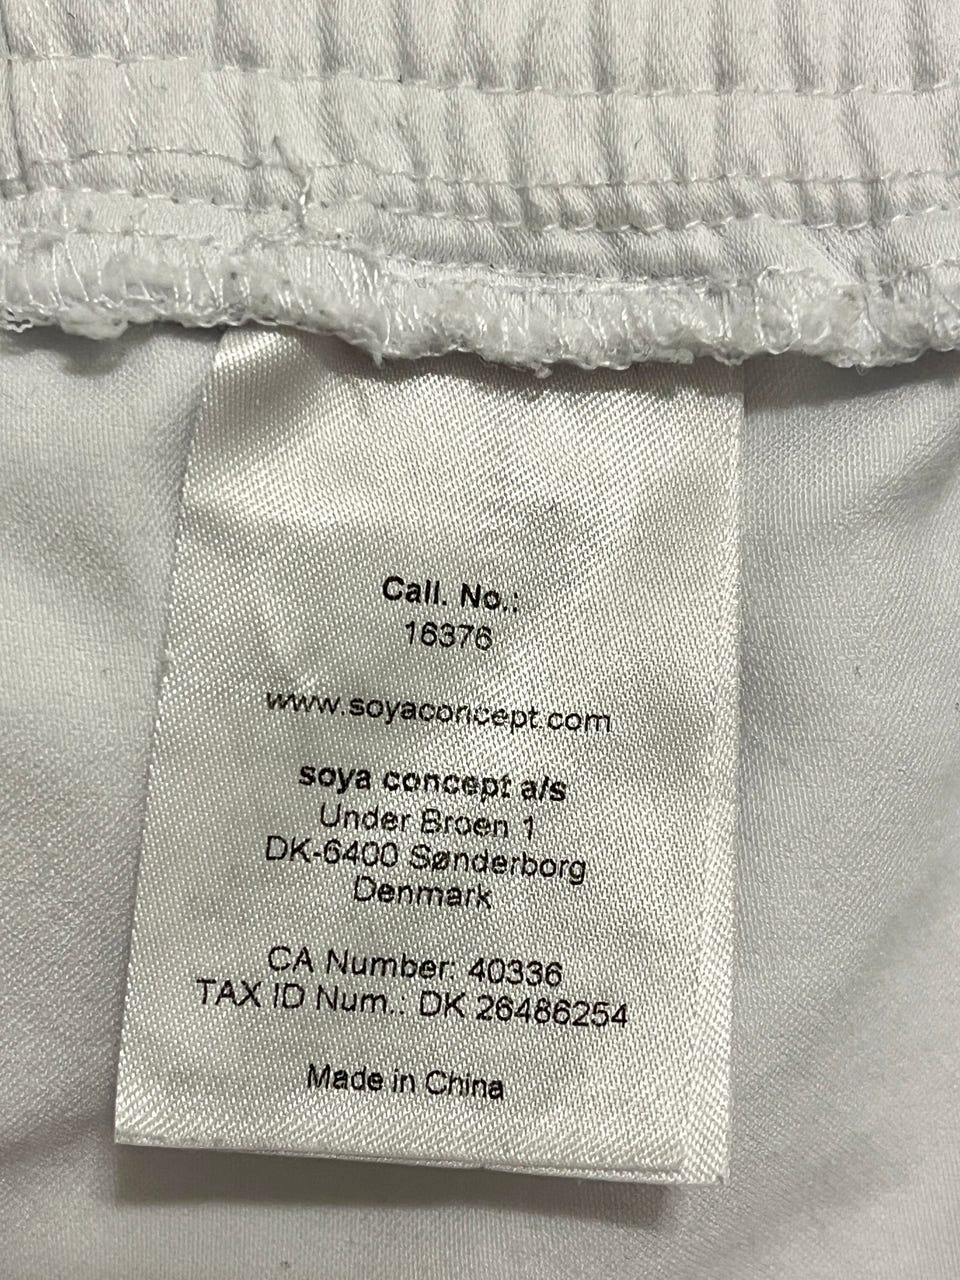 Call. No.:
16376
www.soyaconcept.com
soya concept a/s
Under Broen 1
DK-6400 Sønderborg
Denmark
CA Number: 40336
TAX ID Num.: DK 26486254
Made in China